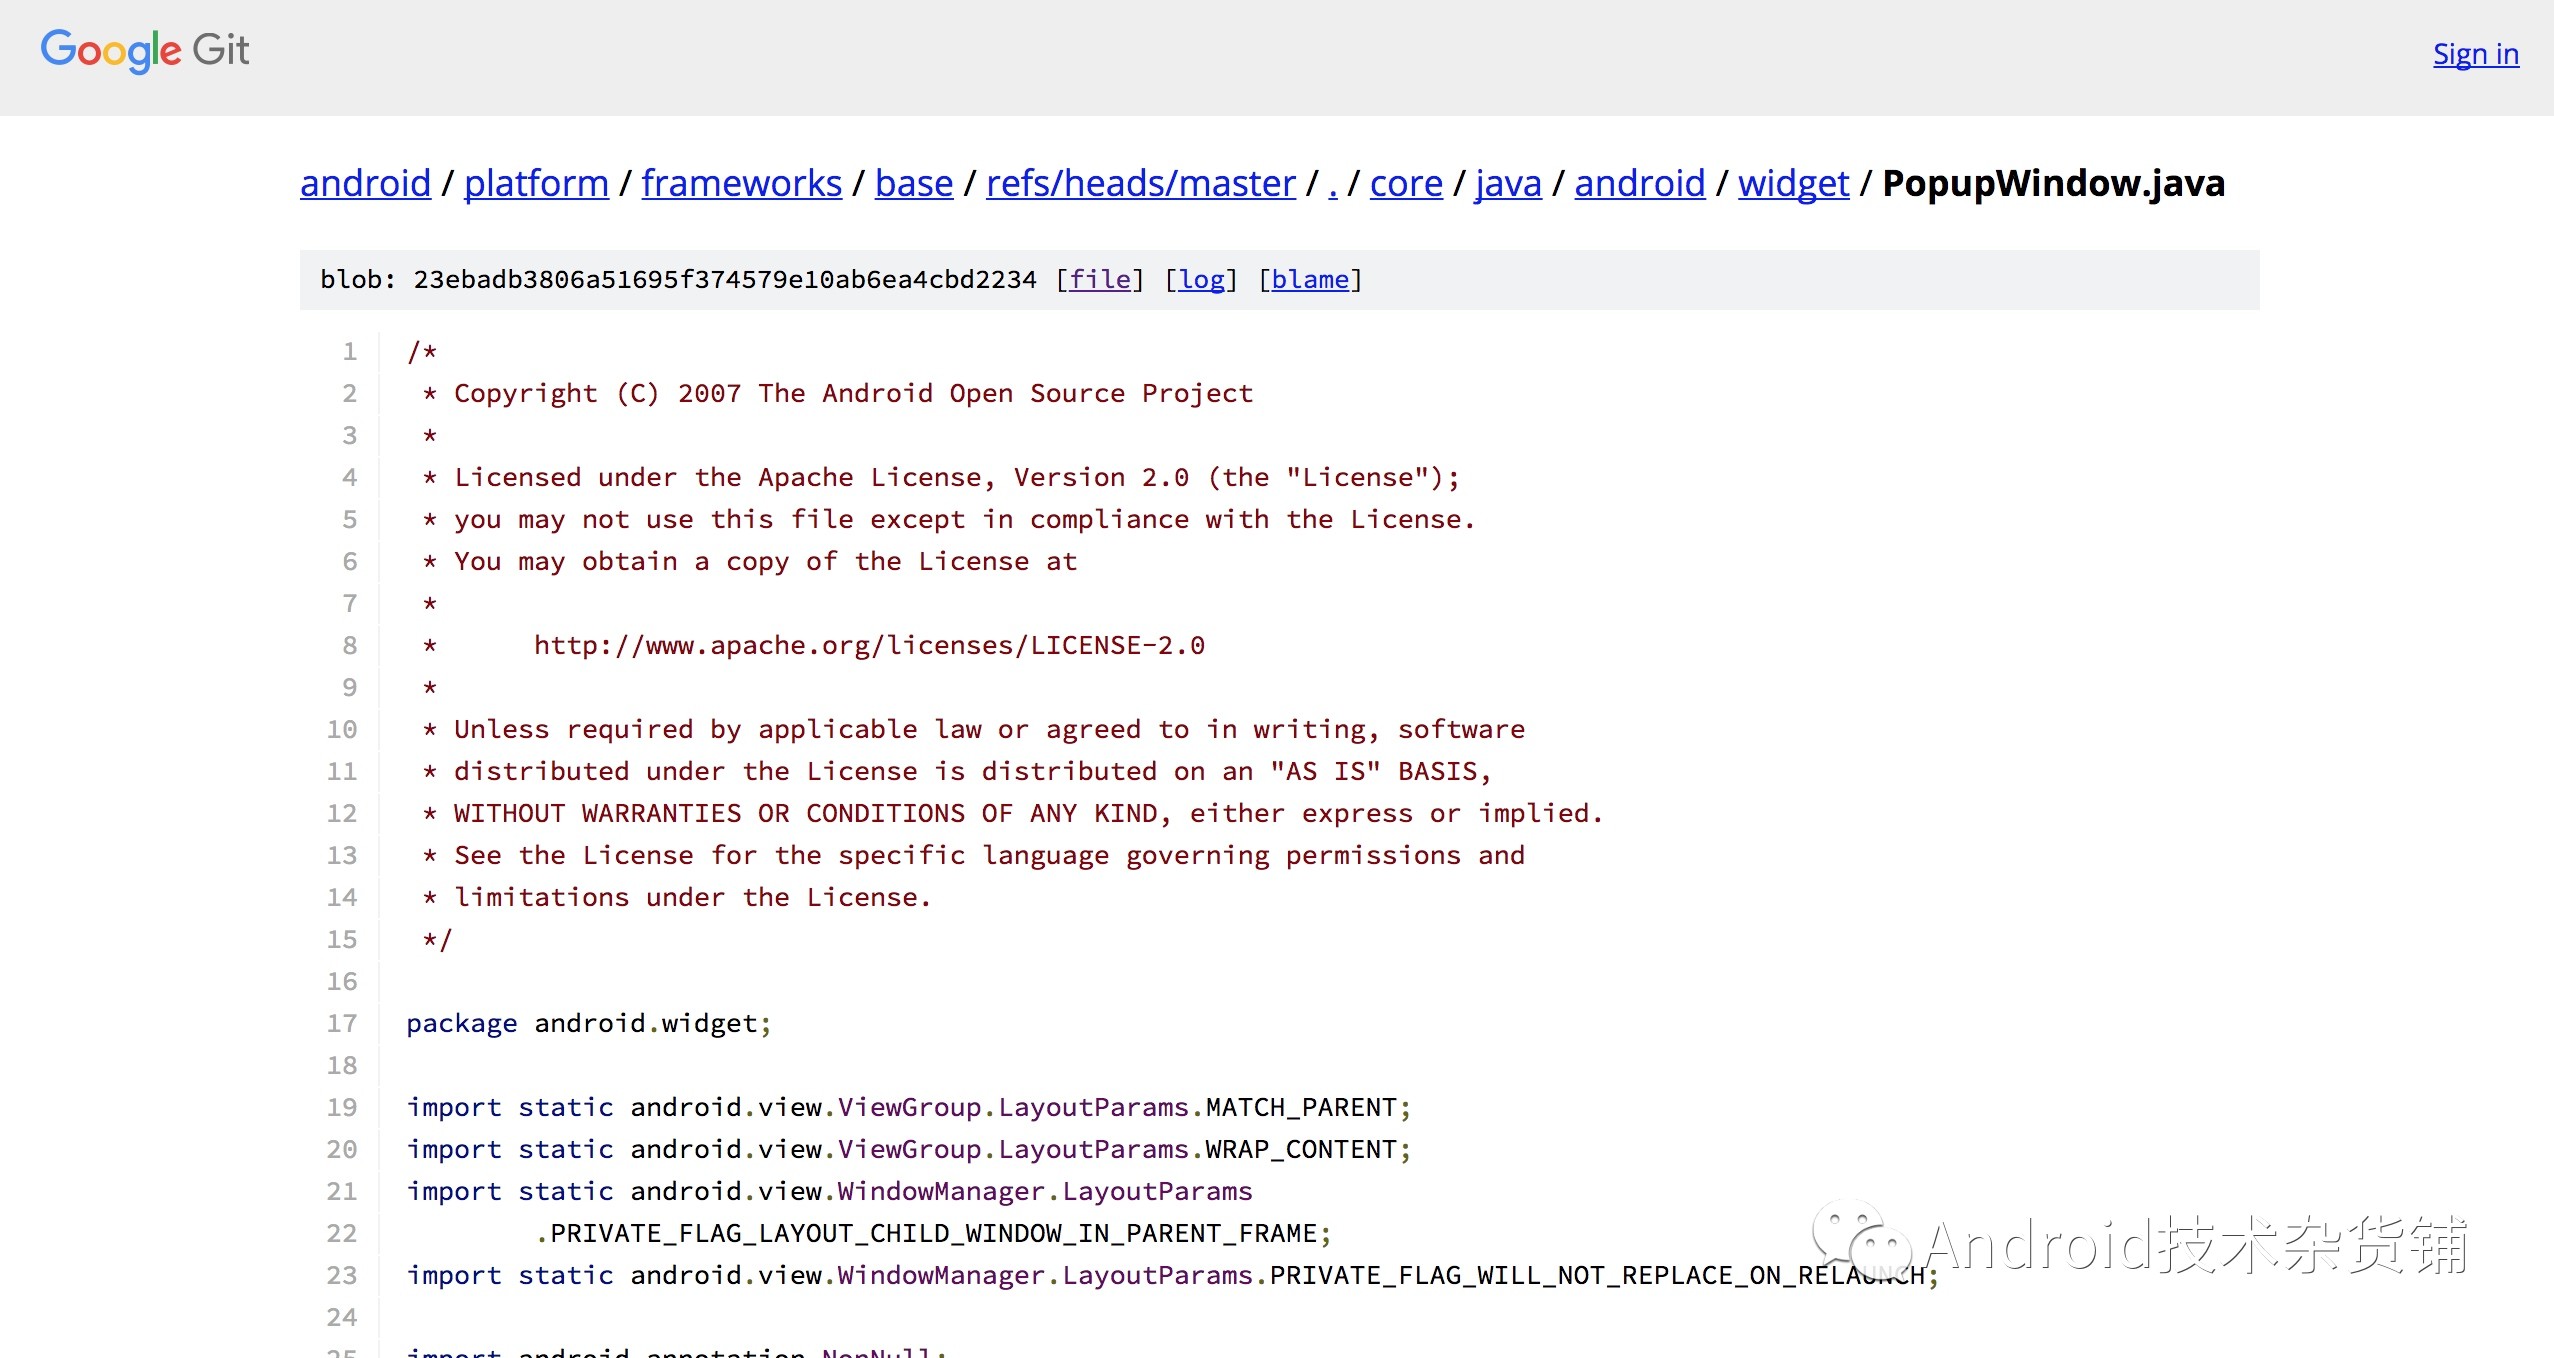 Google Git
Sign in
android / platform / frameworks / base / refs/heads/master / . / core / java / android / widget / PopupWindow.java
blob: 23ebadb3806a51695f374579e10ab6ea4cbd2234 [file] [log] [blame]
1 /*
2  * Copyright (C) 2007 The Android Open Source Project
3  *
4  * Licensed under the Apache License, Version 2.0 (the "License");
5  * you may not use this file except in compliance with the License.
6  * You may obtain a copy of the License at
7  *
8  *      http://www.apache.org/licenses/LICENSE-2.0
9  *
10  * Unless required by applicable law or agreed to in writing, software
11  * distributed under the License is distributed on an "AS IS" BASIS,
12  * WITHOUT WARRANTIES OR CONDITIONS OF ANY KIND, either express or implied.
13  * See the License for the specific language governing permissions and
14  * limitations under the License.
15  */
16
17 package android.widget;
18
19 import static android.view.ViewGroup.LayoutParams.MATCH_PARENT;
20 import static android.view.ViewGroup.LayoutParams.WRAP_CONTENT;
21 import static android.view.WindowManager.LayoutParams
22         .PRIVATE_FLAG_LAYOUT_CHILD_WINDOW_IN_PARENT_FRAME;
23 import static android.view.WindowManager.LayoutParams.PRIVATE_FLAG_WILL_NOT_REPLACE_ON_RELAUNCH;
Android技术杂货铺
24
25 import android.annotation.NonNull;